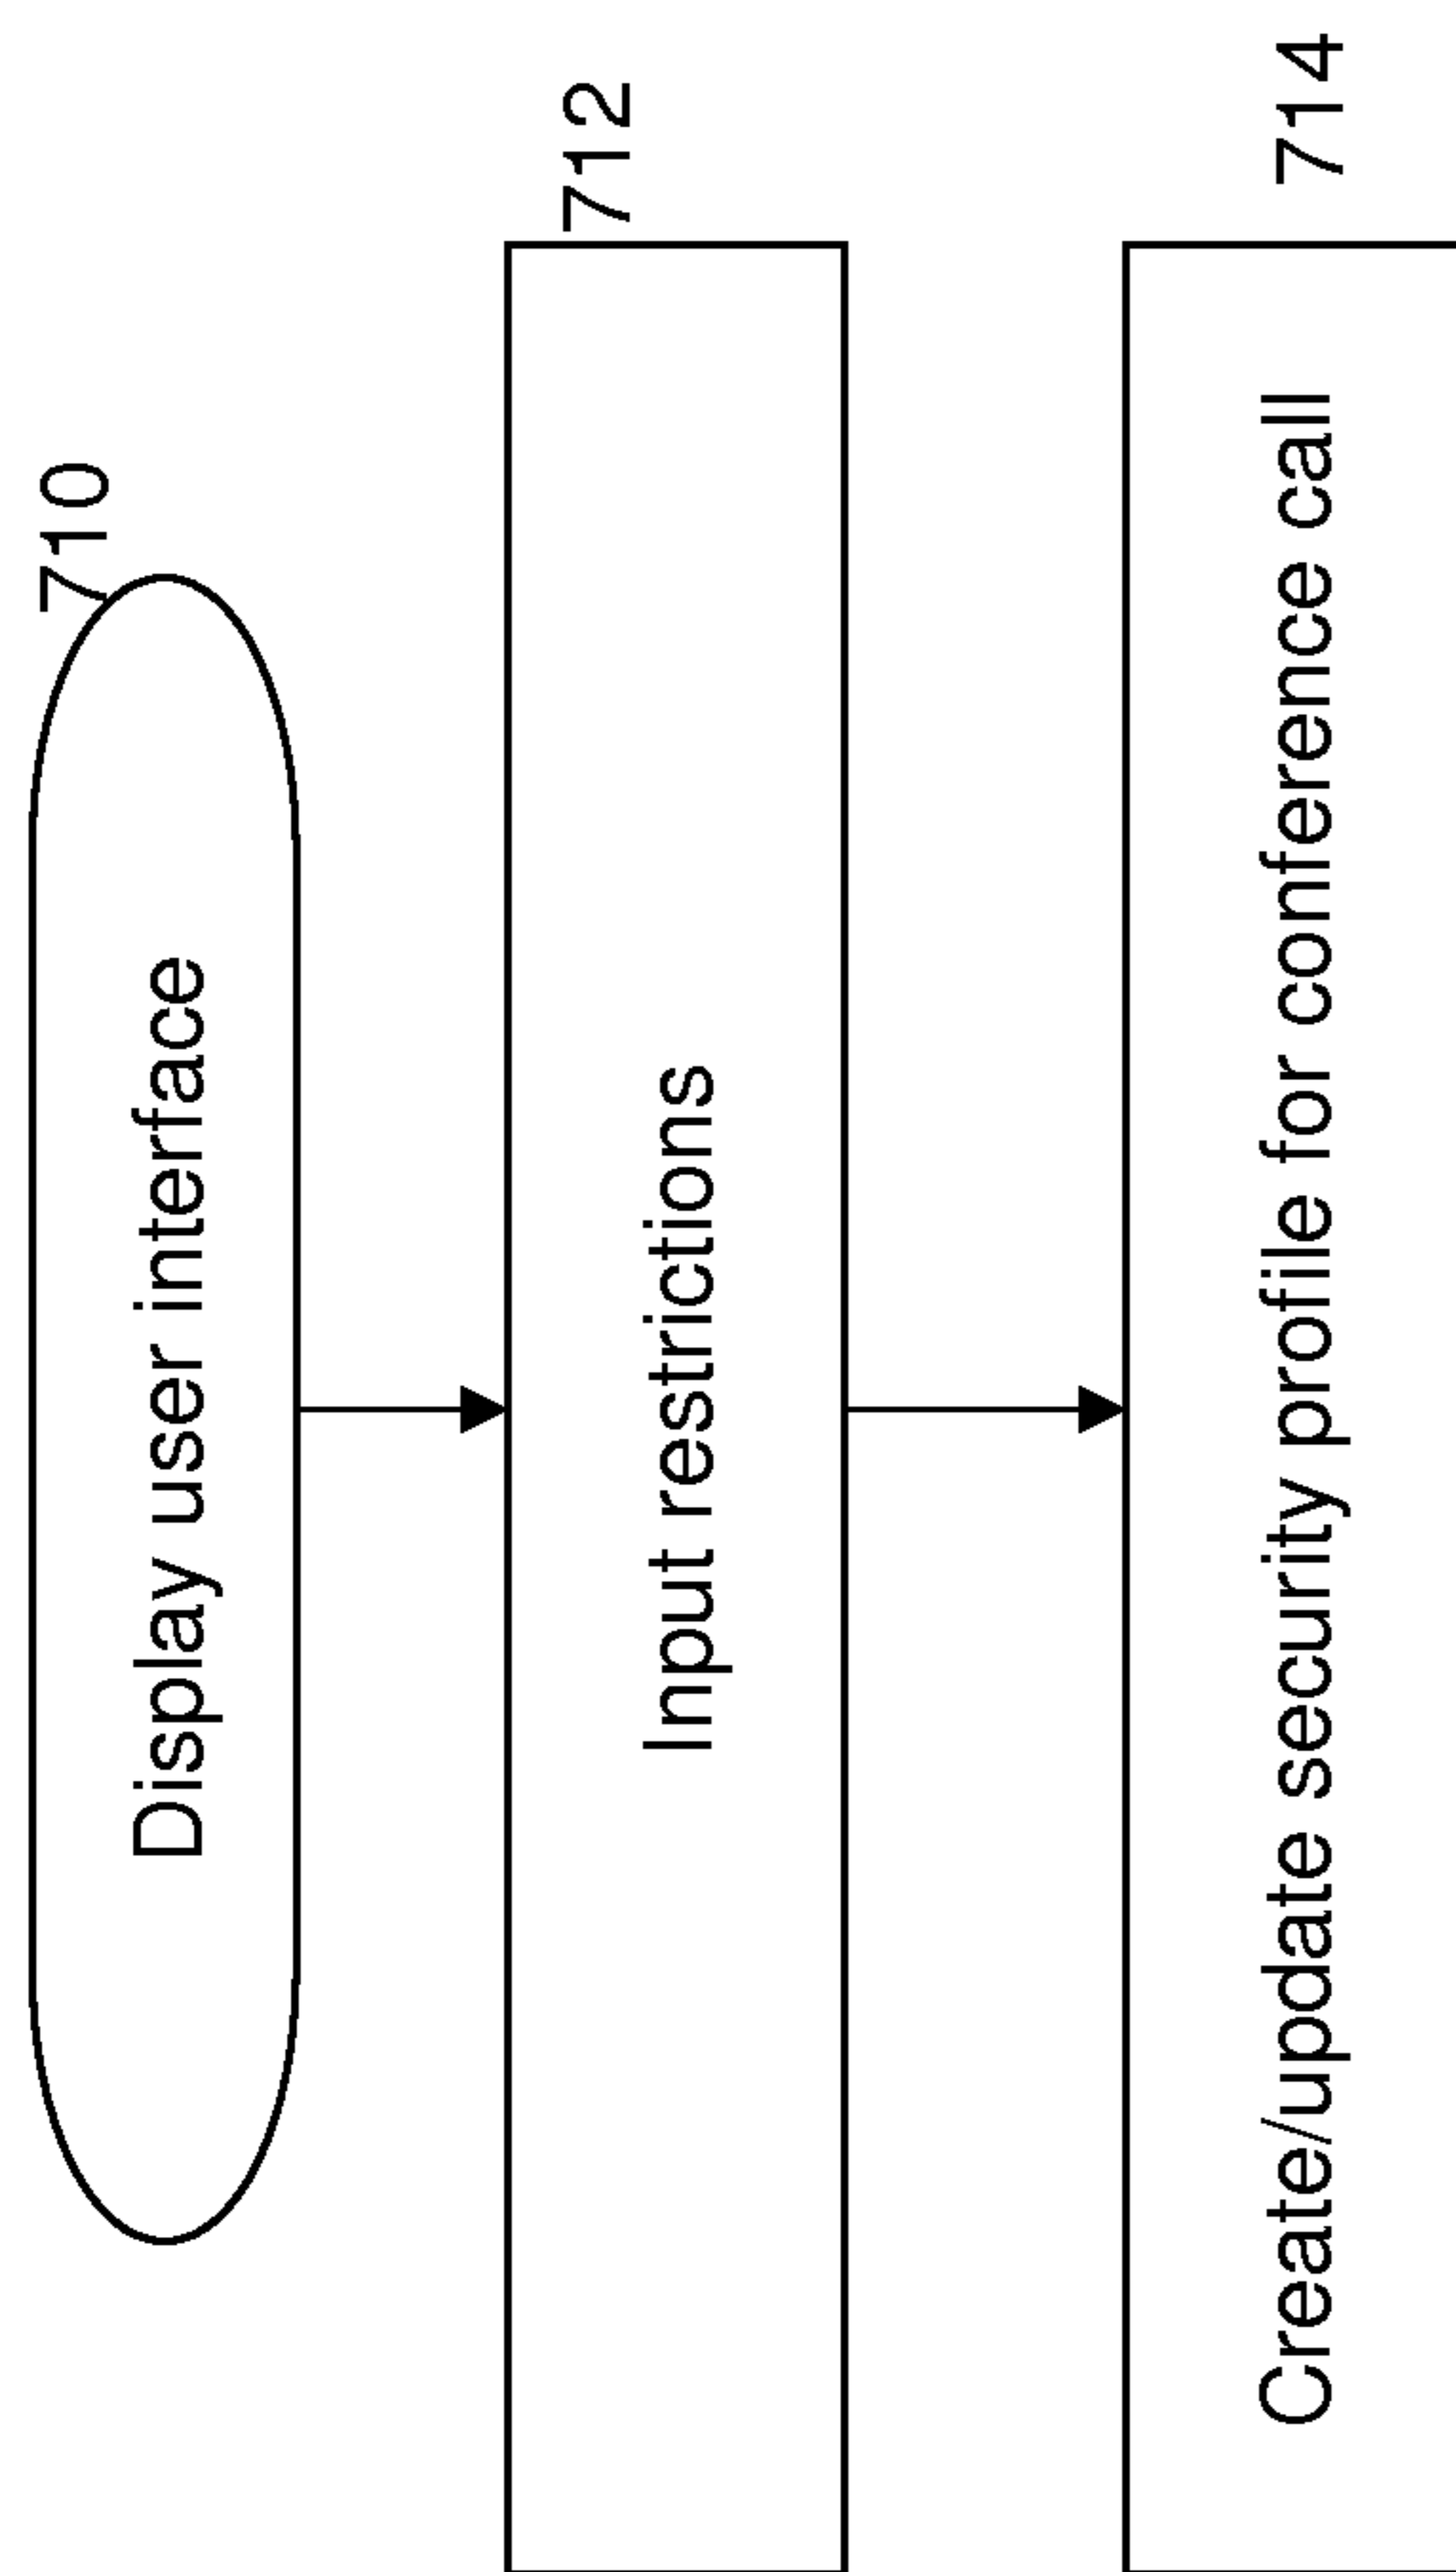 710
Display user interface
712
Input restrictions
714
Create/update security profile for conference call